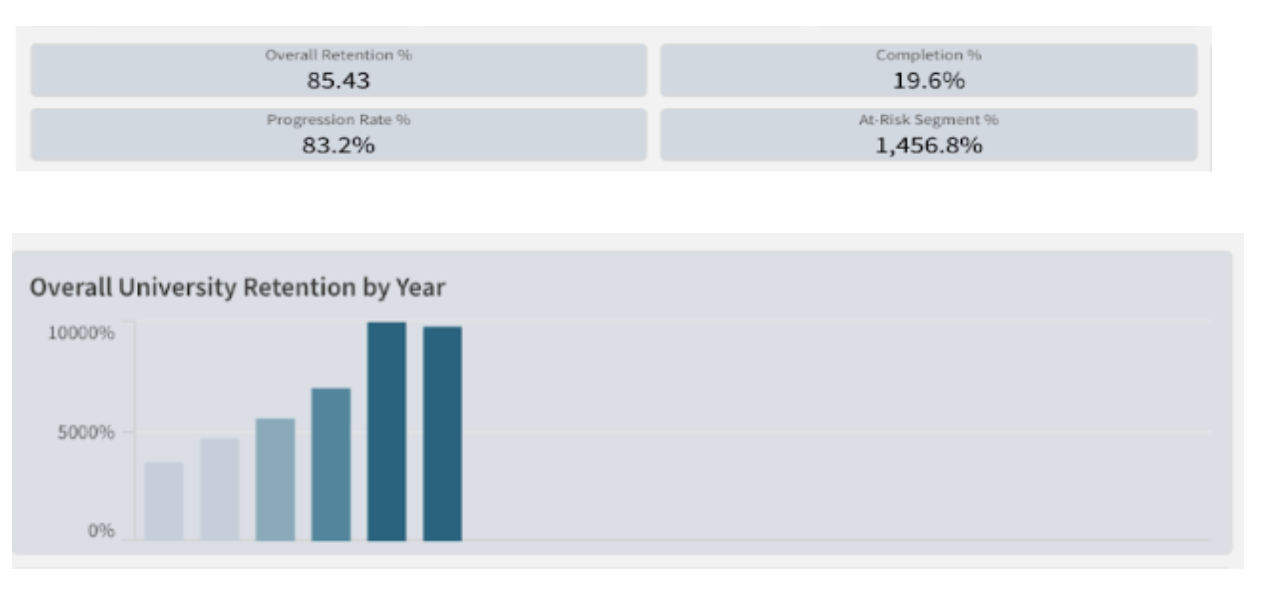 Overall Retention %
85.43
Completion %
19.6%
Progression Rate %
83.2%
At-Risk Segment %
1,456.8%
Overall University Retention by Year
10000%
5000%
0%